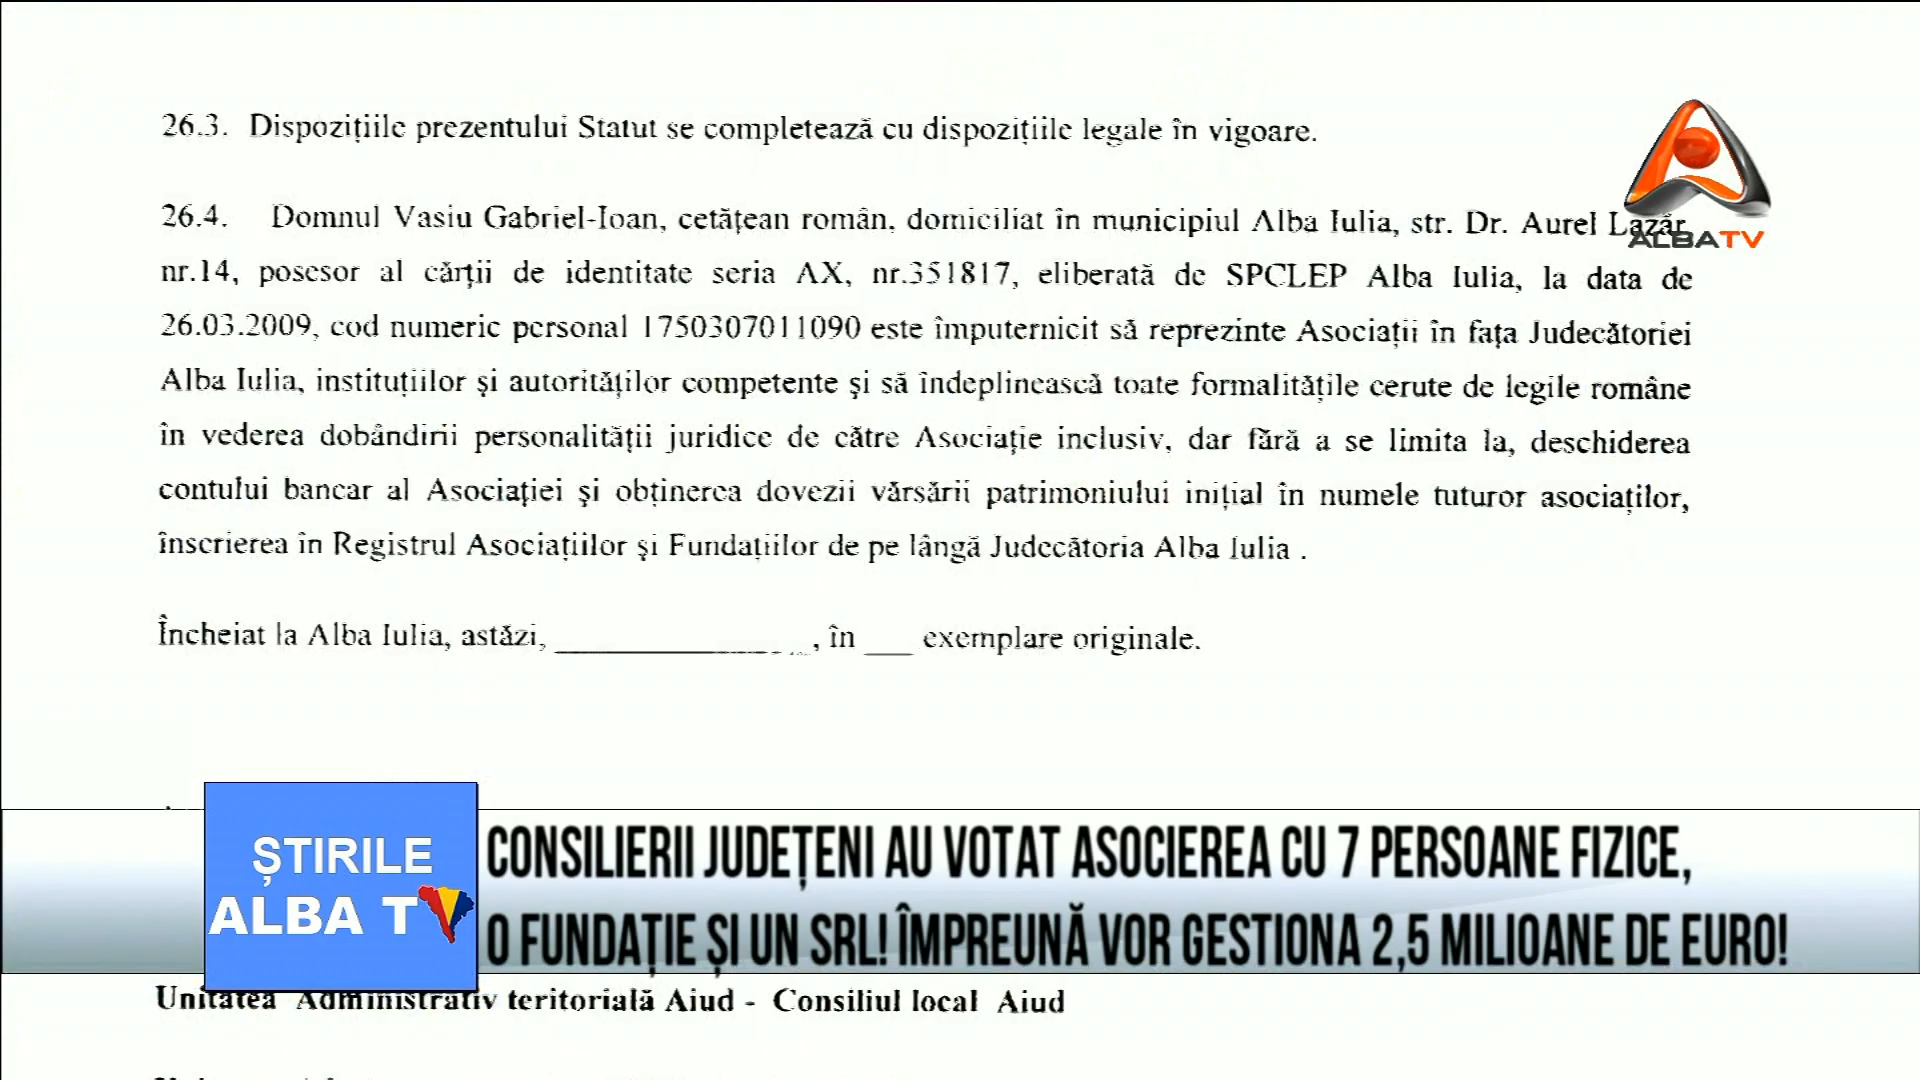 26.3. Dispozițiile prezentului Statut se completează cu dispozițiile legale în vigoare.
26.4. Domnul Vasiu Gabriel-Ioan, cetățean român, domiciliat în municipiul Alba Iulia, str. Dr. Aurel Lazăr
nr.14, posesor al cărții de identitate seria AX, nr.351817, eliberată de SPCLEP Alba Iulia, la data de
26.03.2009, cod numeric personal 1750307011090 este împuternicit să reprezinte Asociații în fața Judecătoriei
Alba Iulia, instituțiilor și autorităților competente și să îndeplinească toate formalitățile cerute de legile române
în vederea dobândirii personalității juridice de către Asociație inclusiv, dar fără a se limita la, deschiderea
contului bancar al Asociației și obținerea dovezii vărsării patrimoniului inițial în numele tuturor asociaților,
înscrierea în Registrul Asociațiilor și Fundațiilor de pe lângă Judecătoria Alba Iulia .
Încheiat la Alba Iulia, astăzi, ____________________, în ___ exemplare originale.
ALBA TV
ȘTIRILE
ALBA TV
CONSILIERII JUDEȚENI AU VOTAT ASOCIEREA CU 7 PERSOANE FIZICE,
O FUNDAȚIE ȘI UN SRL! ÎMPREUNĂ VOR GESTIONA 2,5 MILIOANE DE EURO!
Unitatea Administrativ teritorială Aiud - Consiliul local Aiud